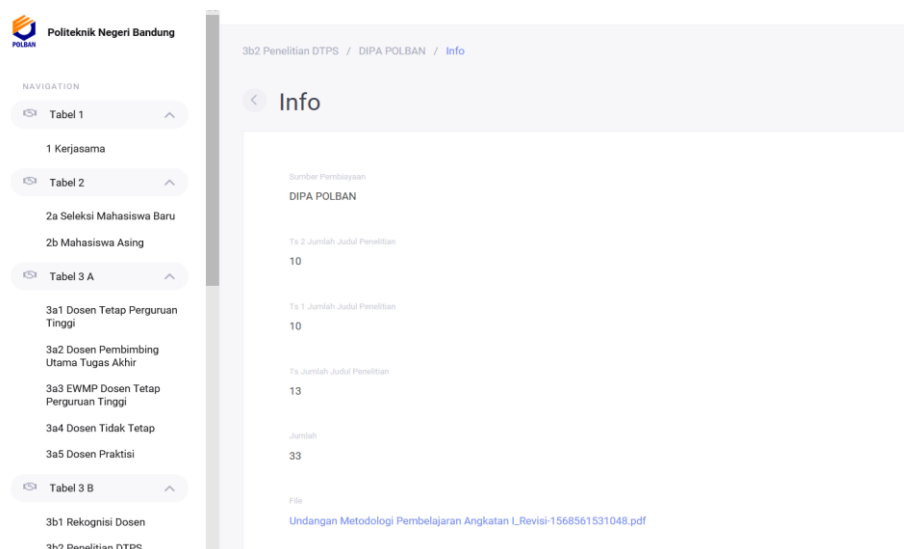 POLBAN
Politeknik Negeri Bandung
NAVIGATION
Tabel 1
1 Kerjasama
Tabel 2
2a Seleksi Mahasiswa Baru
2b Mahasiswa Asing
Tabel 3 A
3a1 Dosen Tetap Perguruan
Tinggi
3a2 Dosen Pembimbing
Utama Tugas Akhir
3a3 EWMP Dosen Tetap
Perguruan Tinggi
3a4 Dosen Tidak Tetap
3a5 Dosen Praktisi
Tabel 3 B
3b1 Rekognisi Dosen
3b2 Penelitian DTPS
3b2 Penelitian DTPS / DIPA POLBAN / Info
Info
Sumber Pembiayaan
DIPA POLBAN
Ts 2 Jumlah Judul Penelitian
10
Ts 1 Jumlah Judul Penelitian
10
Ts Jumlah Judul Penelitian
13
Jumlah
33
File
Undangan Metodologi Pembelajaran Angkatan I_Revisi-1568561531048.pdf